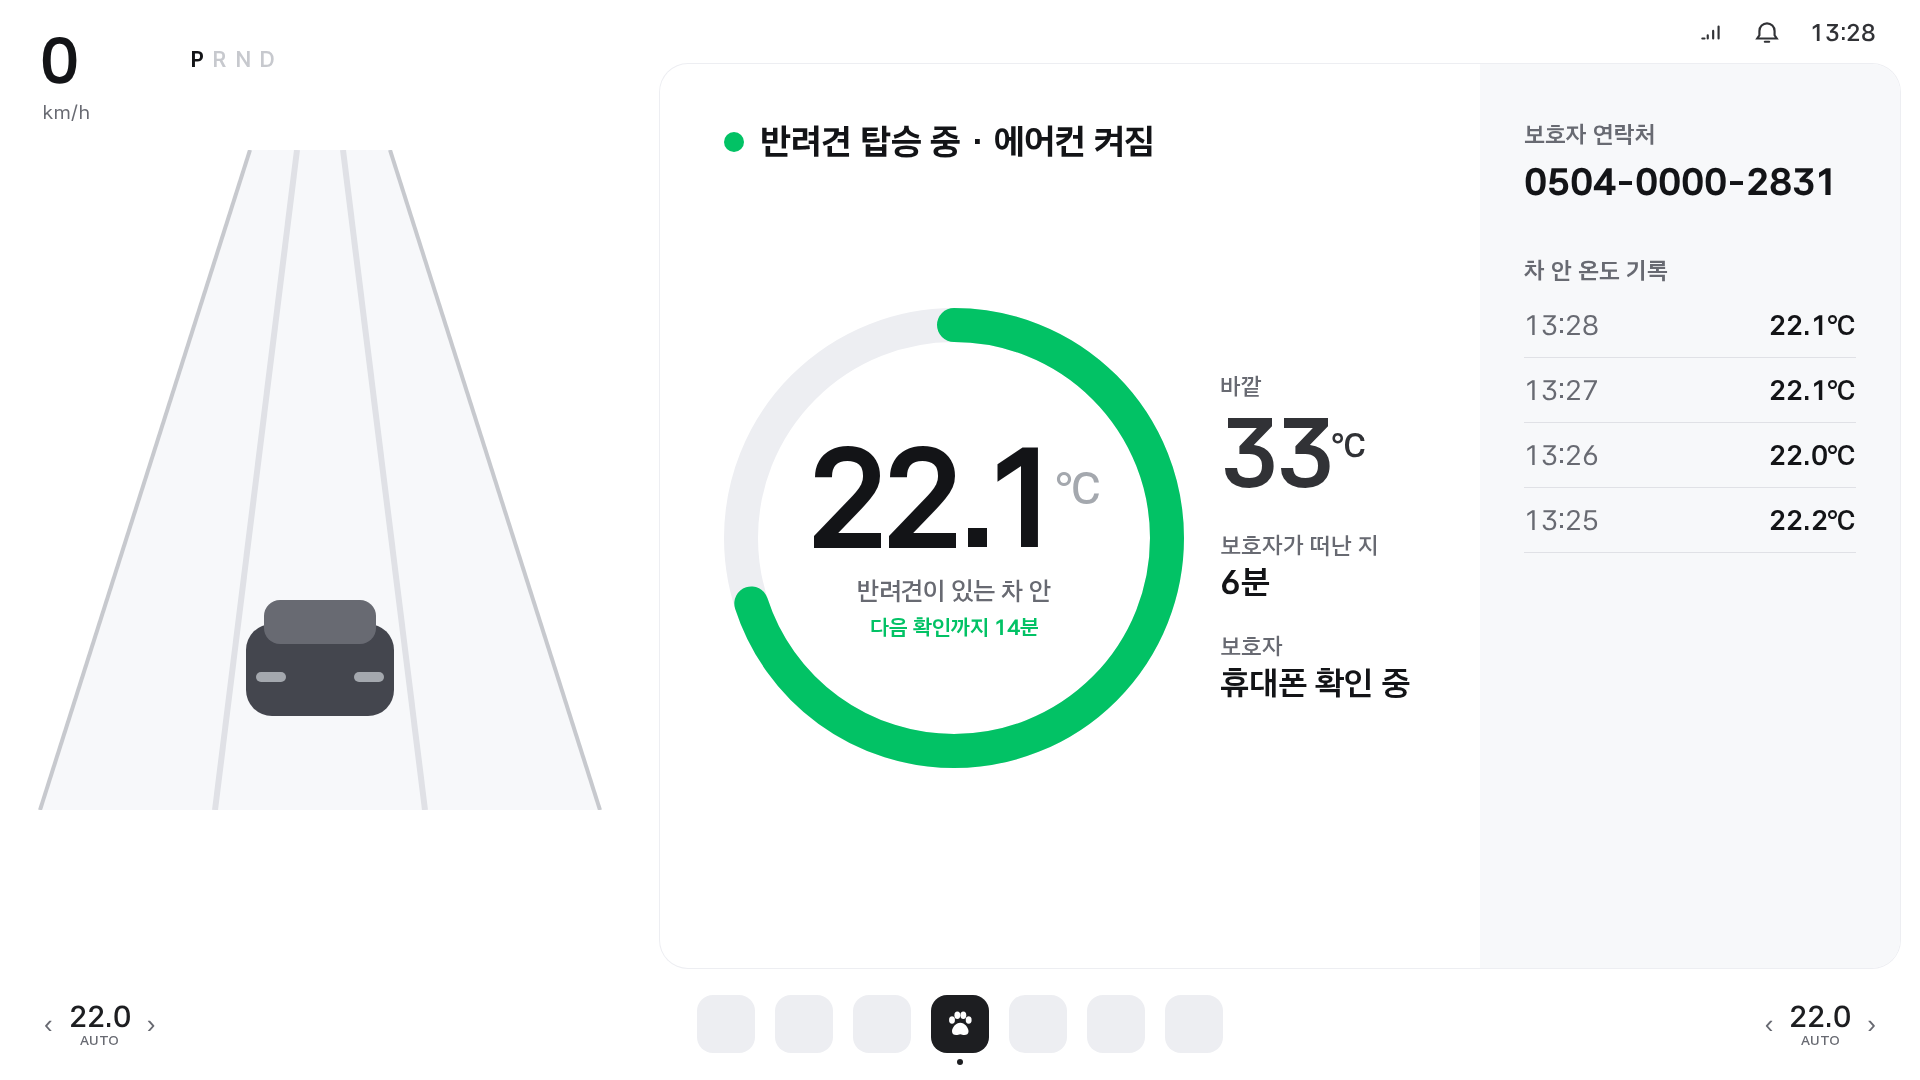 0
km/h
P R N D
13:28
반려견 탑승 중 · 에어컨 켜짐
22.1 °C
반려견이 있는 차 안
다음 확인까지 14분
바깥
33°C
보호자가 떠난 지
6분
보호자
휴대폰 확인 중
보호자 연락처
0504-0000-2831
차 안 온도 기록
13:28 22.1°C
13:27 22.1°C
13:26 22.0°C
13:25 22.2°C
‹ 22.0 ›
AUTO
‹ 22.0 ›
AUTO